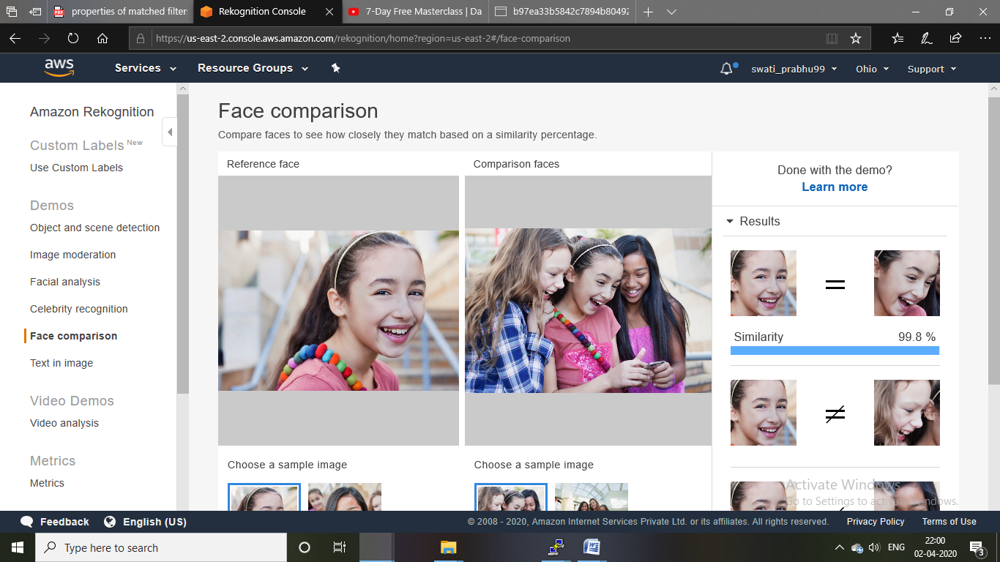 properties of matched filter
Rekognition Console
7-Day Free Masterclass | Da
b97ea33b5842c7894b80492
https://us-east-2.console.aws.amazon.com/rekognition/home?region=us-east-2#/face-comparison
aws
Services
Resource Groups
swati_prabhu99
Ohio
Support
Amazon Rekognition
Custom Labels New
Use Custom Labels
Demos
Object and scene detection
Image moderation
Facial analysis
Celebrity recognition
Face comparison
Text in image
Video Demos
Video analysis
Metrics
Metrics
Face comparison
Compare faces to see how closely they match based on a similarity percentage.
Reference face
Comparison faces
Choose a sample image
Choose a sample image
Done with the demo?
Learn more
Results
=
Similarity 99.8 %
≠
Activate Windows
Go to Settings to activate Windows.
Feedback
English (US)
© 2008 - 2020, Amazon Internet Services Private Ltd. or its affiliates. All rights reserved.
Privacy Policy
Terms of Use
Type here to search
ENG
22:00
02-04-2020
3